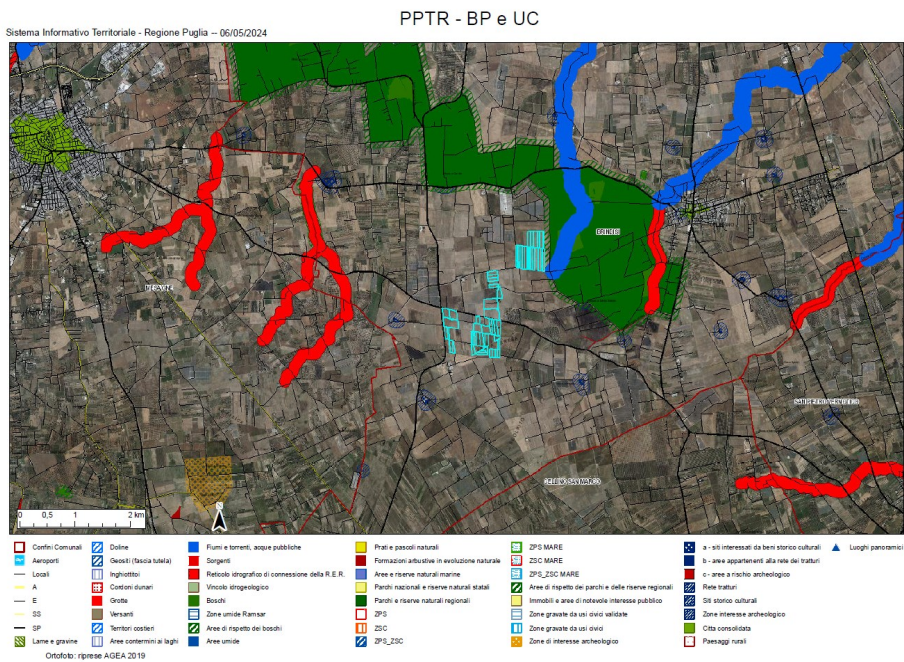 PPTR - BP e UC
Sistema Informativo Territoriale - Regione Puglia -- 06/05/2024
BRINDISI
MESAGNE
SAN PIETRO VERNOTICO
CELLINO SAN MARCO
N
0 0,5 1 2 km
Confini Comunali
Aeroporti
Locali
A
E
SS
SP
Lame e gravine
Doline
Geositi (fascia tutela)
Inghiottitoi
Cordoni dunari
Grotte
Versanti
Territori costieri
Aree contermini ai laghi
Fiumi e torrenti, acque pubbliche
Sorgenti
Reticolo idrografico di connessione della R.E.R.
Vincolo idrogeologico
Boschi
Zone umide Ramsar
Aree di rispetto dei boschi
Aree umide
Prati e pascoli naturali
Formazioni arbustive in evoluzione naturale
Aree e riserve naturali marine
Parchi nazionali e riserve naturali statali
Parchi e riserve naturali regionali
ZPS
ZSC
ZPS_ZSC
ZPS MARE
ZSC MARE
ZPS_ZSC MARE
Aree di rispetto dei parchi e delle riserve regionali
Immobili e aree di notevole interesse pubblico
Zone gravate da usi civici validate
Zone gravate da usi civici
Zone di interesse archeologico
a - siti interessati da beni storico culturali
b - aree appartenenti alla rete dei tratturi
c - aree a rischio archeologico
Rete tratturi
Siti storico culturali
Zone interesse archeologico
Città consolidata
Paesaggi rurali
Luoghi panoramici
Ortofoto: riprese AGEA 2019